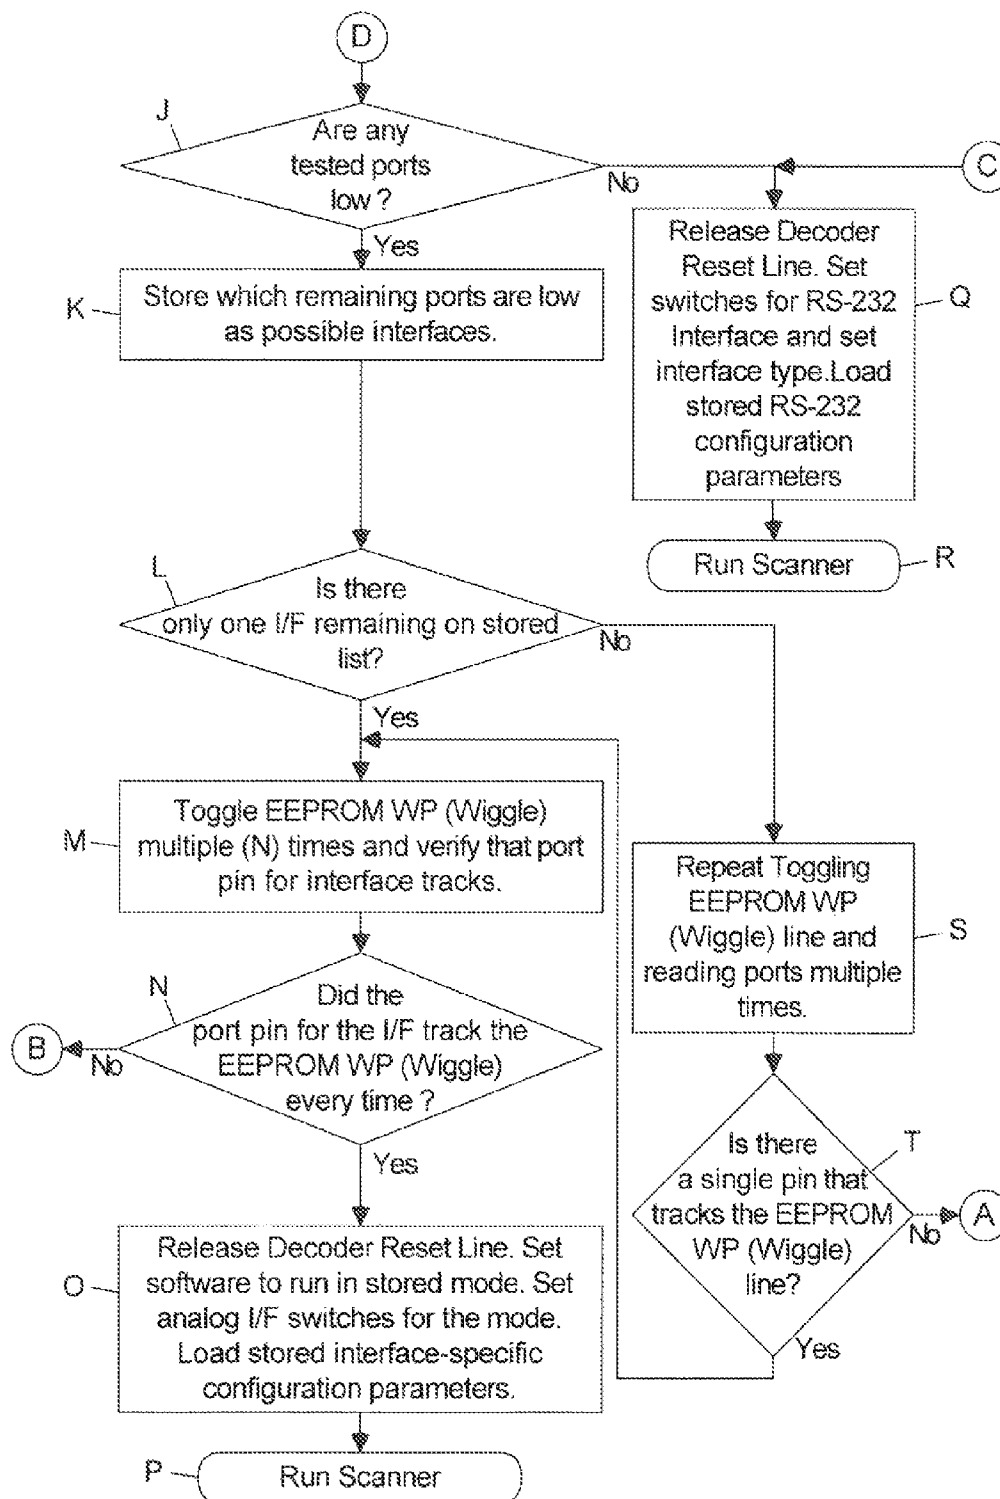 D
J
Are any
tested ports
low ?
No
C
Yes
K
Store which remaining ports are low
as possible interfaces.
Release Decoder
Reset Line. Set
switches for RS-232
Interface and set
interface type.Load
stored RS-232
configuration
parameters
Q
Run Scanner
R
L
Is there
only one I/F remaining on stored
list?
No
Yes
M
Toggle EEPROM WP (Wiggle)
multiple (N) times and verify that port
pin for interface tracks.
Repeat Toggling
EEPROM WP
(Wiggle) line and
reading ports multiple
times.
S
N
Did the
port pin for the I/F track the
EEPROM WP (Wiggle)
every time ?
B
No
Yes
Is there
a single pin that
tracks the EEPROM
WP (Wiggle)
line?
T
No
A
Yes
O
Release Decoder Reset Line. Set
software to run in stored mode. Set
analog I/F switches for the mode.
Load stored interface-specific
configuration parameters.
P
Run Scanner